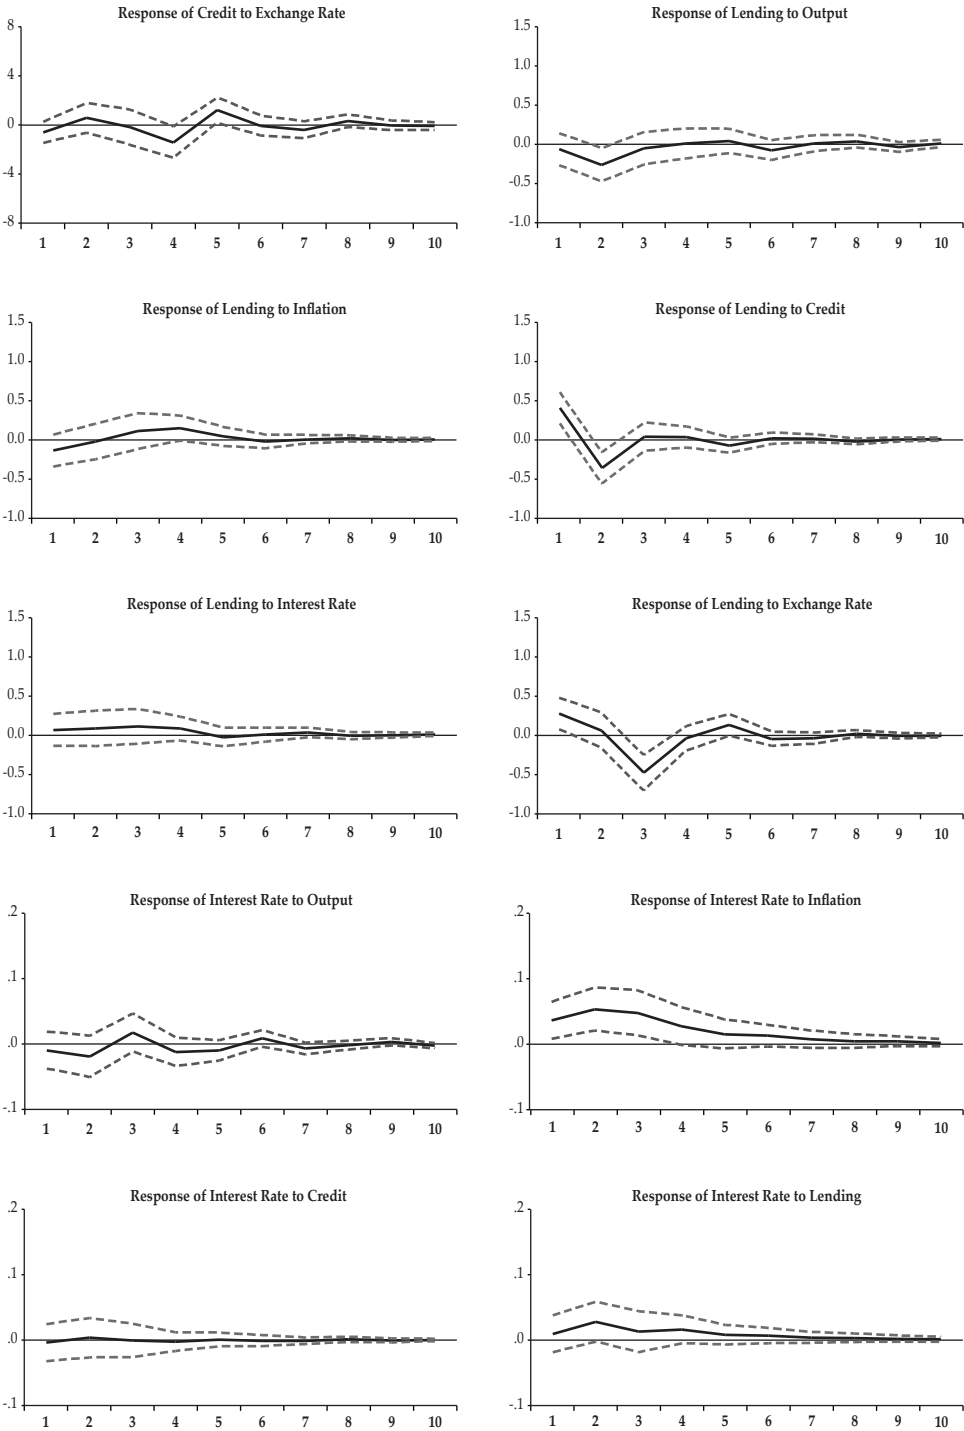 Response of Credit to Exchange Rate
8
4
0
-4
-8
1 2 3 4 5 6 7 8 9 10
Response of Lending to Output
1.5
1.0
0.5
0.0
-0.5
-1.0
1 2 3 4 5 6 7 8 9 10
Response of Lending to Inflation
1.5
1.0
0.5
0.0
-0.5
-1.0
1 2 3 4 5 6 7 8 9 10
Response of Lending to Credit
1.5
1.0
0.5
0.0
-0.5
-1.0
1 2 3 4 5 6 7 8 9 10
Response of Lending to Interest Rate
1.5
1.0
0.5
0.0
-0.5
-1.0
1 2 3 4 5 6 7 8 9 10
Response of Lending to Exchange Rate
1.5
1.0
0.5
0.0
-0.5
-1.0
1 2 3 4 5 6 7 8 9 10
Response of Interest Rate to Output
.2
.1
.0
-.1
1 2 3 4 5 6 7 8 9 10
Response of Interest Rate to Inflation
.2
.1
.0
-.1
1 2 3 4 5 6 7 8 9 10
Response of Interest Rate to Credit
.2
.1
.0
-.1
1 2 3 4 5 6 7 8 9 10
Response of Interest Rate to Lending
.2
.1
.0
-.1
1 2 3 4 5 6 7 8 9 10